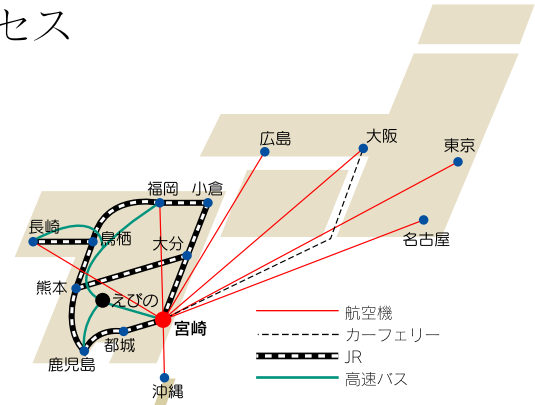 セス
広島
大阪
東京
福岡
小倉
長崎
鳥栖
大分
名古屋
熊本
えびの
宮崎
都城
鹿児島
沖縄
航空機
カーフェリー
JR
高速バス